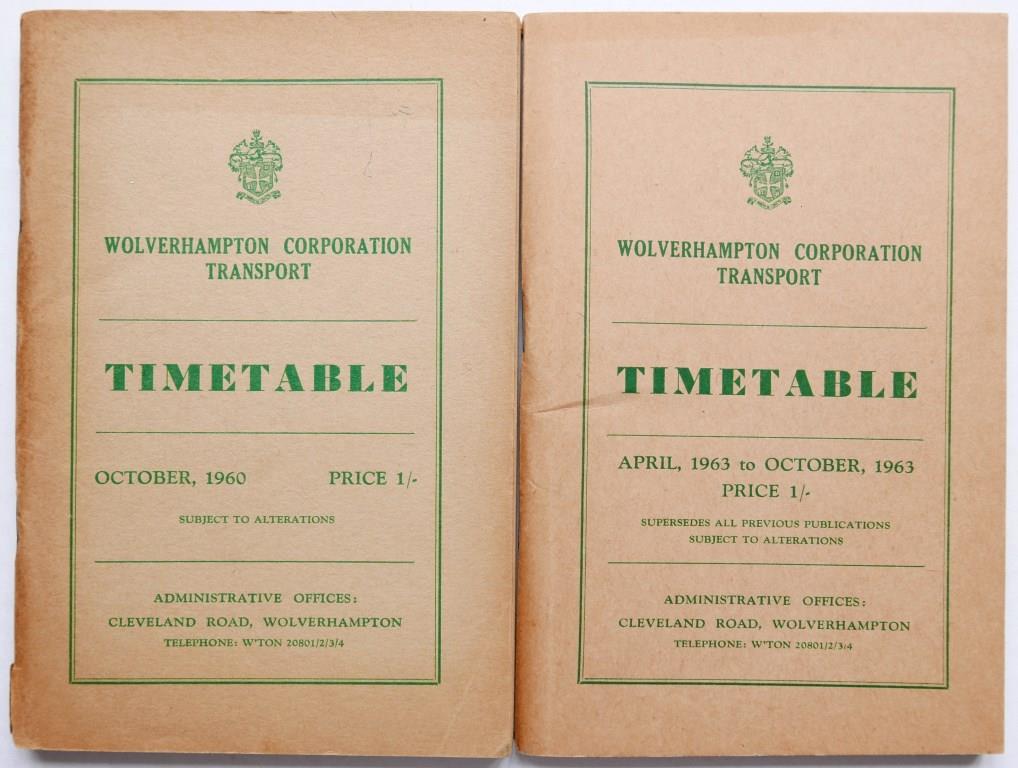 WOLVERHAMPTON CORPORATION
TRANSPORT
TIMETABLE
OCTOBER, 1960 PRICE 1/-
SUBJECT TO ALTERATIONS
ADMINISTRATIVE OFFICES:
CLEVELAND ROAD, WOLVERHAMPTON
TELEPHONE: W'TON 20801/2/3/4
WOLVERHAMPTON CORPORATION
TRANSPORT
TIMETABLE
APRIL, 1963 to OCTOBER, 1963
PRICE 1/-
SUPERSEDES ALL PREVIOUS PUBLICATIONS
SUBJECT TO ALTERATIONS
ADMINISTRATIVE OFFICES:
CLEVELAND ROAD, WOLVERHAMPTON
TELEPHONE: W'TON 20801/2/3/4